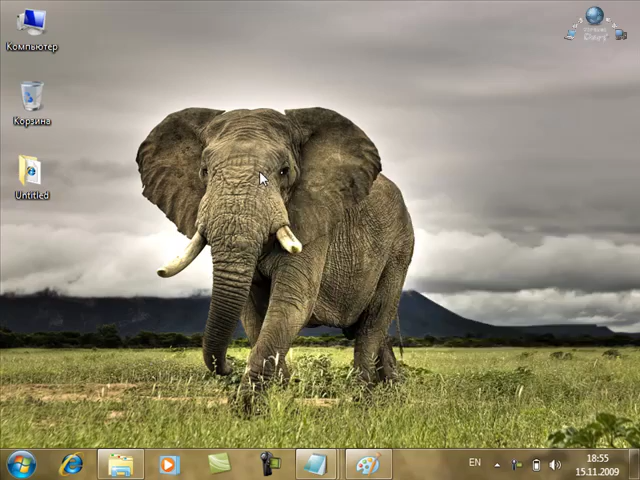 Компьютер
Корзина
Untitled
EN
18:55
15.11.2009